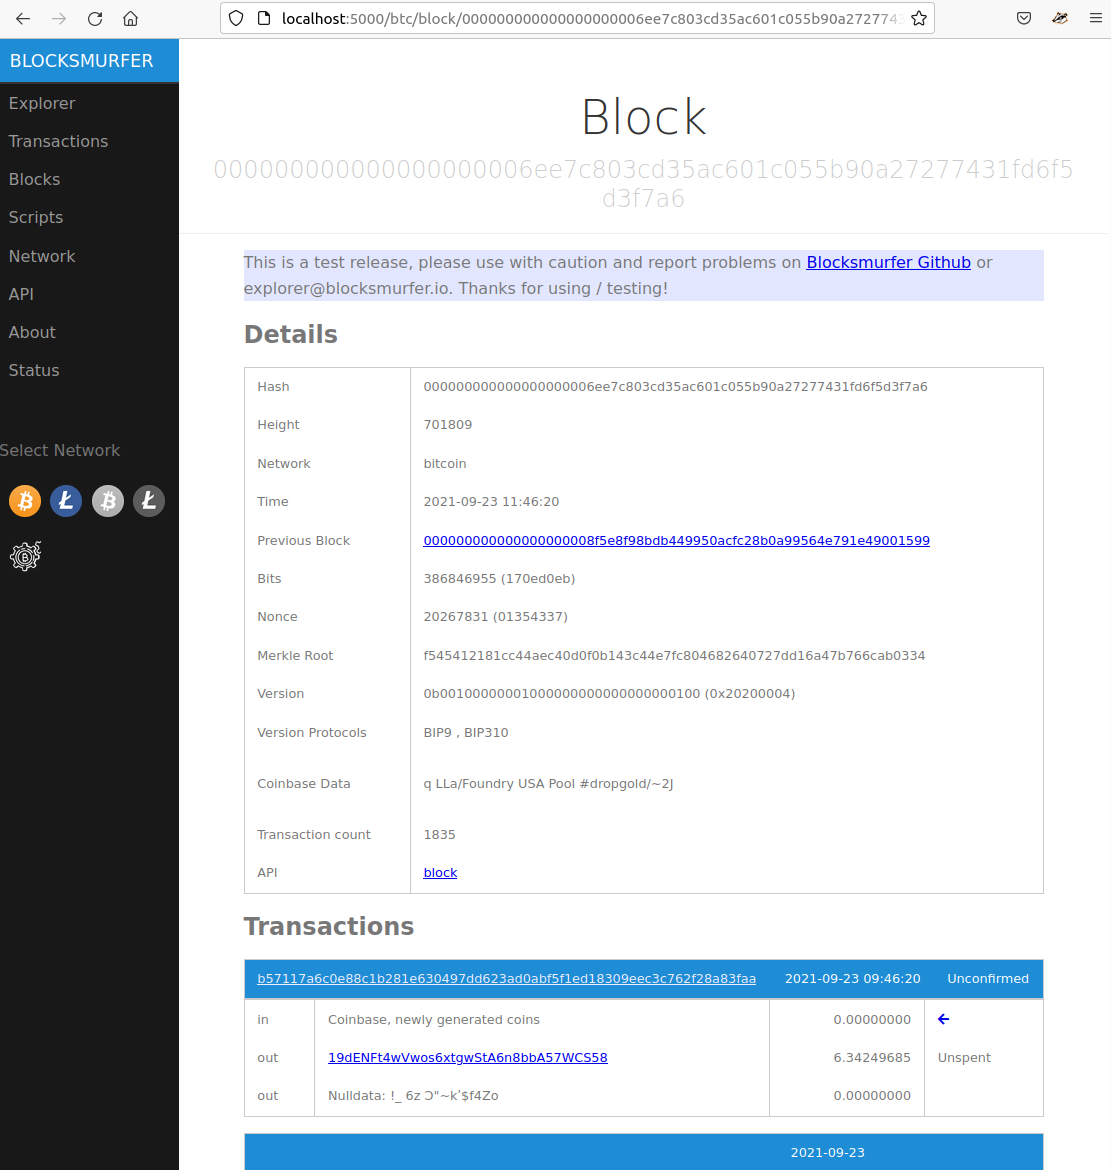 localhost:5000/btc/block/000000000000000000006ee7c803cd35ac601c055b90a2727743
BLOCKSMURFER
Explorer
Transactions
Blocks
Scripts
Network
API
About
Status
Select Network
Block
000000000000000000006ee7c803cd35ac601c055b90a27277431fd6f5
d3f7a6
This is a test release, please use with caution and report problems on Blocksmurfer Github or
explorer@blocksmurfer.io. Thanks for using / testing!
Details
Hash 000000000000000000006ee7c803cd35ac601c055b90a27277431fd6f5d3f7a6
Height 701809
Network bitcoin
Time 2021-09-23 11:46:20
Previous Block 000000000000000000008f5e8f98bdb449950acfc28b0a99564e791e49001599
Bits 386846955 (170ed0eb)
Nonce 20267831 (01354337)
Merkle Root f545412181cc44aec40d0f0b143c44e7fc804682640727dd16a47b766cab0334
Version 0b00100000001000000000000000000100 (0x20200004)
Version Protocols BIP9 , BIP310
Coinbase Data q LLa/Foundry USA Pool #dropgold/~2J
Transaction count 1835
API block
Transactions
b57117a6c0e88c1b281e630497dd623ad0abf5f1ed18309eec3c762f28a83faa 2021-09-23 09:46:20 Unconfirmed
in Coinbase, newly generated coins 0.00000000
out 19dENFt4wVwos6xtgwStA6n8bbA57WCS58 6.34249685 Unspent
out Nulldata: !_ 6z Ͻ"~kʹ$f4Zo 0.00000000
2021-09-23